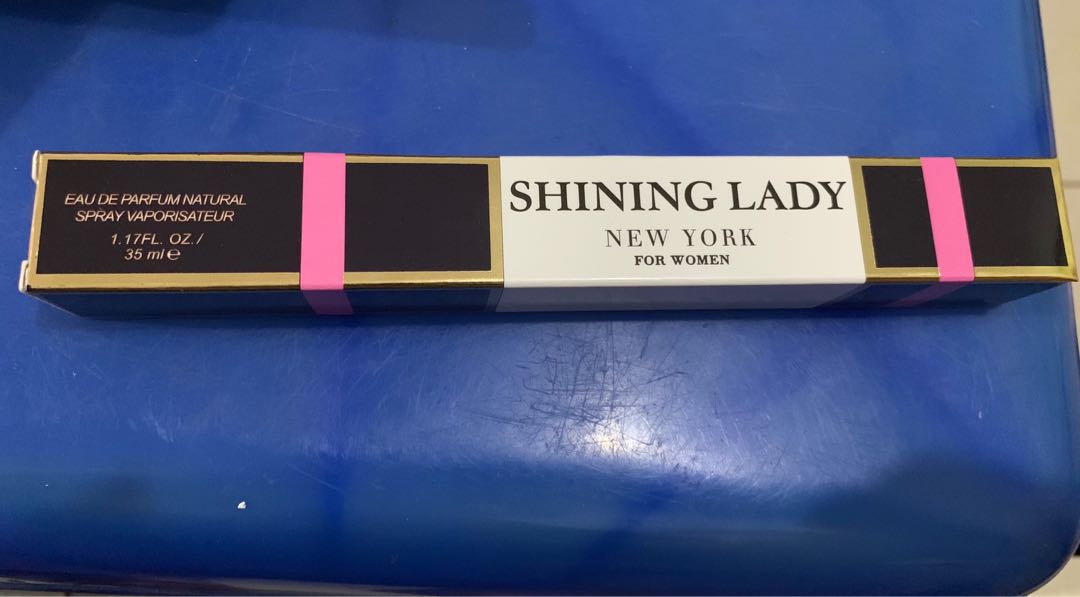 EAU DE PARFUM NATURAL
SPRAY VAPORISATEUR
1.17FL. OZ./
35 ml ℮
SHINING LADY
NEW YORK
FOR WOMEN